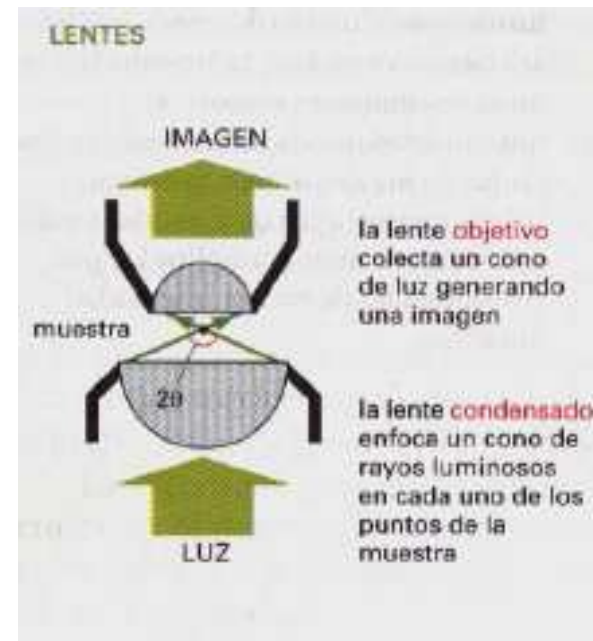 LENTES
IMAGEN
la lente objetivo
colecta un cono
de luz generando
una imagen
muestra
2θ
la lente condensado
enfoca un cono de
rayos luminosos
en cada uno de los
puntos de la
muestra
LUZ